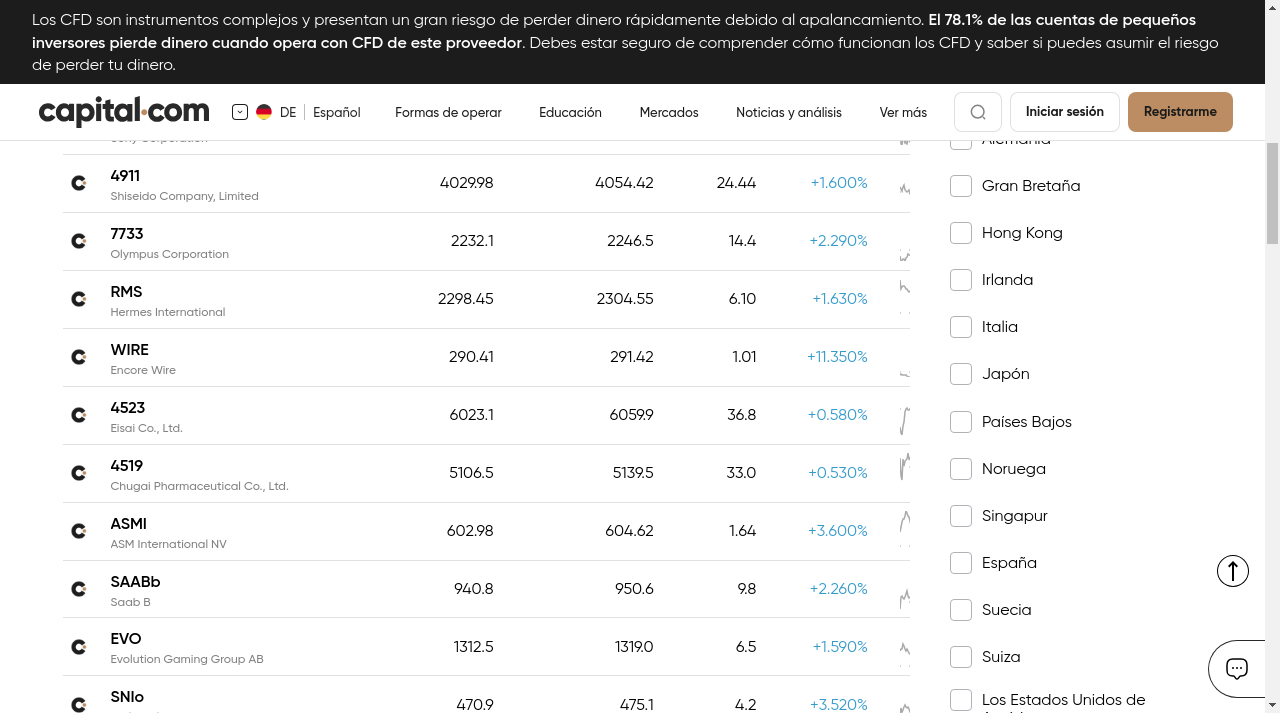 Los CFD son instrumentos complejos y presentan un gran riesgo de perder dinero rápidamente debido al apalancamiento. El 78.1% de las cuentas de pequeños
inversores pierde dinero cuando opera con CFD de este proveedor. Debes estar seguro de comprender cómo funcionan los CFD y saber si puedes asumir el riesgo
de perder tu dinero.
capital.com DE Español Formas de operar Educación Mercados Noticias y análisis Ver más Iniciar sesión Registrarme
4911 4029.98 4054.42 24.44 +1.600%
Shiseido Company, Limited
7733 2232.1 2246.5 14.4 +2.290%
Olympus Corporation
RMS 2298.45 2304.55 6.10 +1.630%
Hermes International
WIRE 290.41 291.42 1.01 +11.350%
Encore Wire
4523 6023.1 6059.9 36.8 +0.580%
Eisai Co., Ltd.
4519 5106.5 5139.5 33.0 +0.530%
Chugai Pharmaceutical Co., Ltd.
ASMI 602.98 604.62 1.64 +3.600%
ASM International NV
SAABb 940.8 950.6 9.8 +2.260%
Saab B
EVO 1312.5 1319.0 6.5 +1.590%
Evolution Gaming Group AB
SNIo 470.9 475.1 4.2 +3.520%
Alemania
Gran Bretaña
Hong Kong
Irlanda
Italia
Japón
Países Bajos
Noruega
Singapur
España
Suecia
Suiza
Los Estados Unidos de